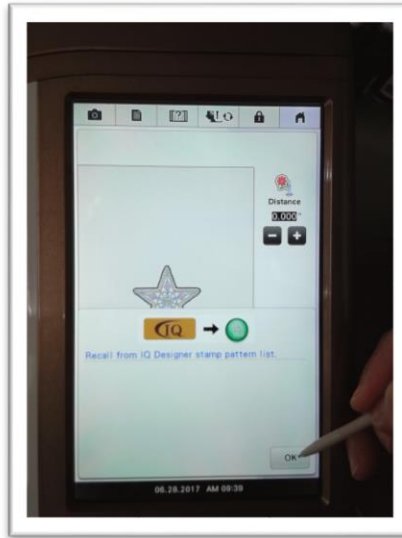 [?]
Distance
0.000"
IQ
Recall from IQ Designer stamp pattern list.
OK
06.28.2017 AM 09:39